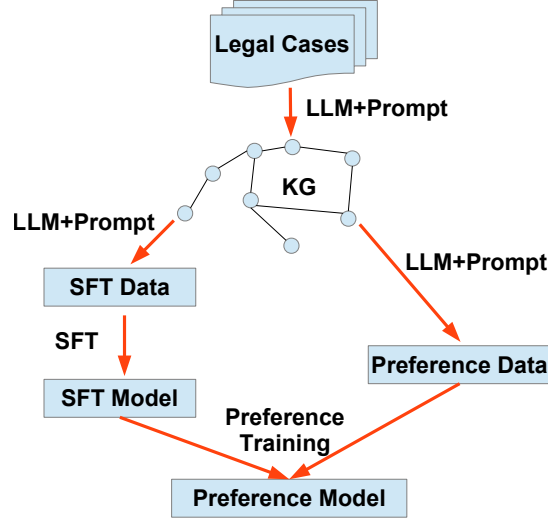 Legal Cases
LLM+Prompt
KG
LLM+Prompt
LLM+Prompt
SFT Data
SFT
Preference Data
SFT Model
Preference
Training
Preference Model